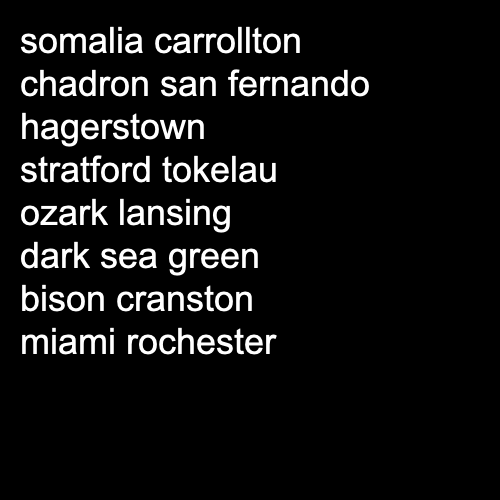 somalia carrollton
chadron san fernando
hagerstown
stratford tokelau
ozark lansing
dark sea green
bison cranston
miami rochester